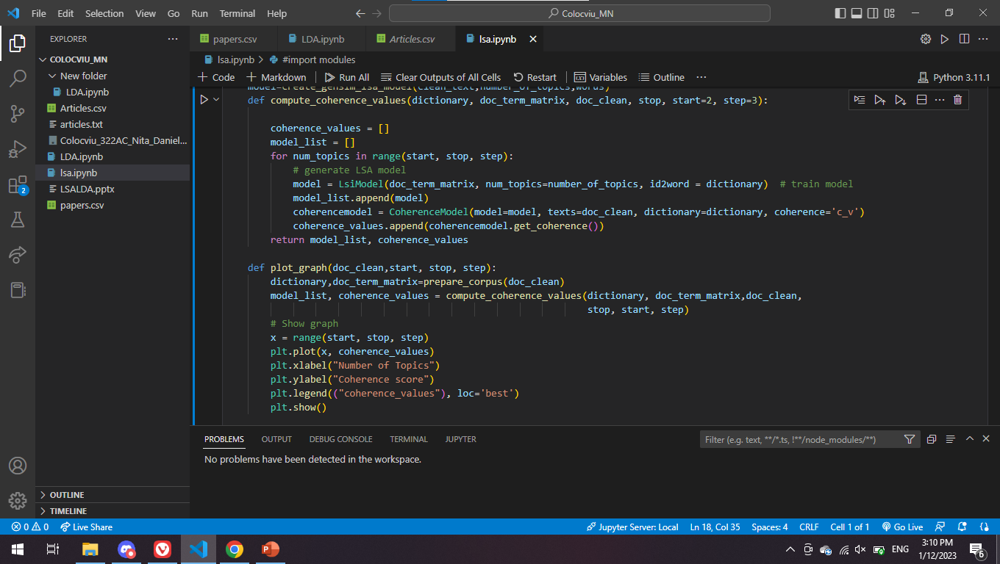 File Edit Selection View Go Run Terminal Help
Colocviu_MN
EXPLORER
papers.csv LDA.ipynb Articles.csv lsa.ipynb
COLOCVIU_MN
lsa.ipynb > #import modules
New folder
Code Markdown Run All Clear Outputs of All Cells Restart Variables Outline Python 3.11.1
LDA.ipynb
Articles.csv
articles.txt
Colocviu_322AC_Nita_Daniel...
LDA.ipynb
lsa.ipynb
LSALDA.pptx
papers.csv
2
model=create_gensim_lsa_model(clean_text,number_of_topics,words)
def compute_coherence_values(dictionary, doc_term_matrix, doc_clean, stop, start=2, step=3):
coherence_values = []
model_list = []
for num_topics in range(start, stop, step):
# generate LSA model
model = LsiModel(doc_term_matrix, num_topics=number_of_topics, id2word = dictionary)  # train model
model_list.append(model)
coherencemodel = CoherenceModel(model=model, texts=doc_clean, dictionary=dictionary, coherence='c_v')
coherence_values.append(coherencemodel.get_coherence())
return model_list, coherence_values
def plot_graph(doc_clean,start, stop, step):
dictionary,doc_term_matrix=prepare_corpus(doc_clean)
model_list, coherence_values = compute_coherence_values(dictionary, doc_term_matrix,doc_clean,
stop, start, step)
# Show graph
x = range(start, stop, step)
plt.plot(x, coherence_values)
plt.xlabel("Number of Topics")
plt.ylabel("Coherence score")
plt.legend(("coherence_values"), loc='best')
plt.show()
PROBLEMS OUTPUT DEBUG CONSOLE TERMINAL JUPYTER
Filter (e.g. text, **/*.ts, !**/node_modules/**)
No problems have been detected in the workspace.
OUTLINE
TIMELINE
0 0 Live Share Jupyter Server: Local Ln 18, Col 35 Spaces: 4 CRLF Cell 1 of 1 Go Live
ENG
3:10 PM
1/12/2023
6